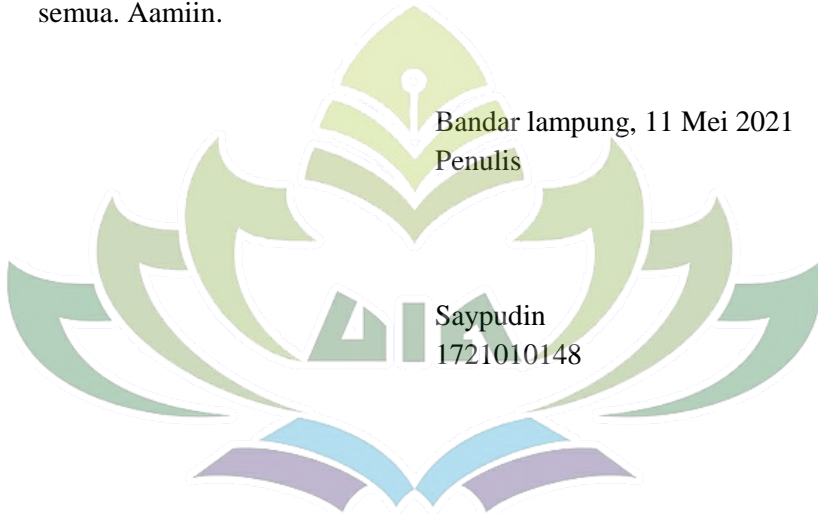 semua. Aamiin.
Bandar lampung, 11 Mei 2021
Penulis
Saypudin
1721010148